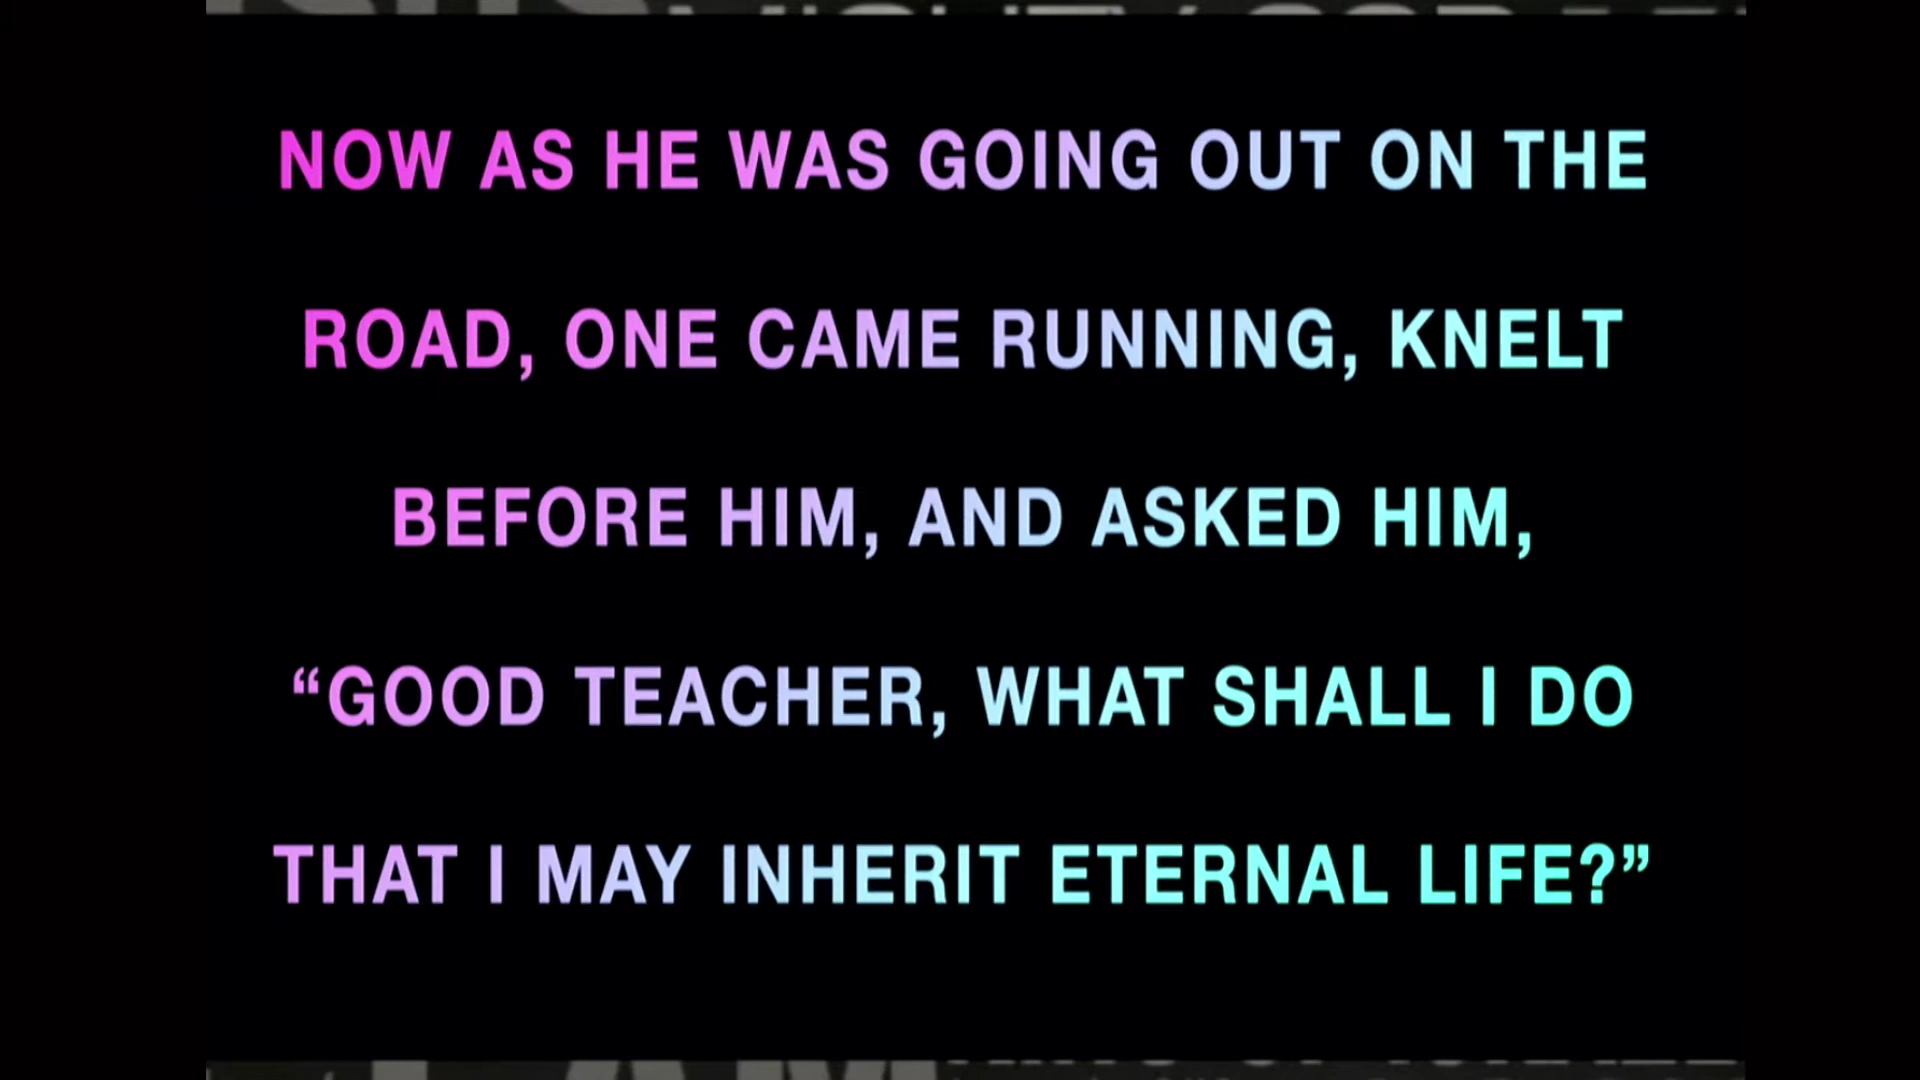 NOW AS HE WAS GOING OUT ON THE
ROAD, ONE CAME RUNNING, KNELT
BEFORE HIM, AND ASKED HIM,
“GOOD TEACHER, WHAT SHALL I DO
THAT I MAY INHERIT ETERNAL LIFE?”